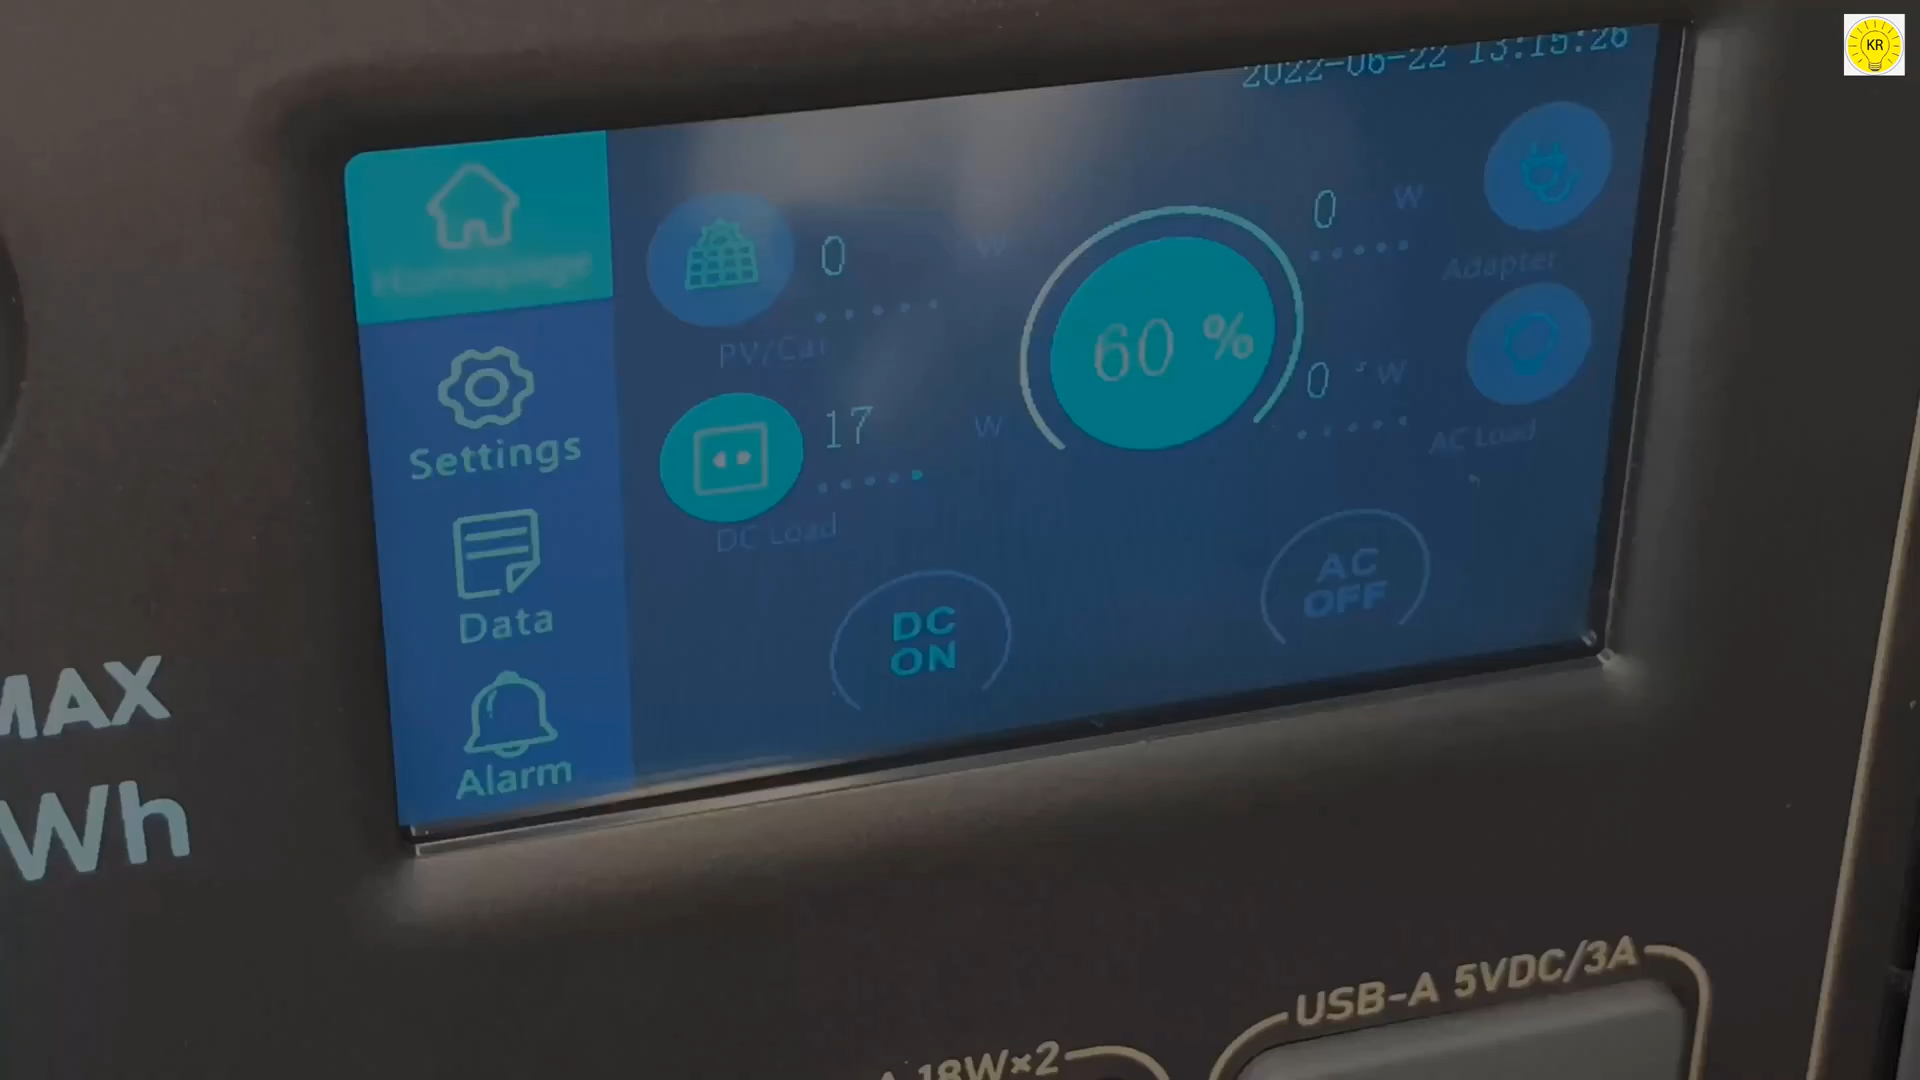 KR
2022-06-22 13:15:26
Homepage
Settings
Data
Alarm
0 W
PV/Car
17 W
DC Load
60 %
0 W
Adapter
0 W
AC Load
DC
ON
AC
OFF
MAX
Wh
USB-A 5VDC/3A
18W×2